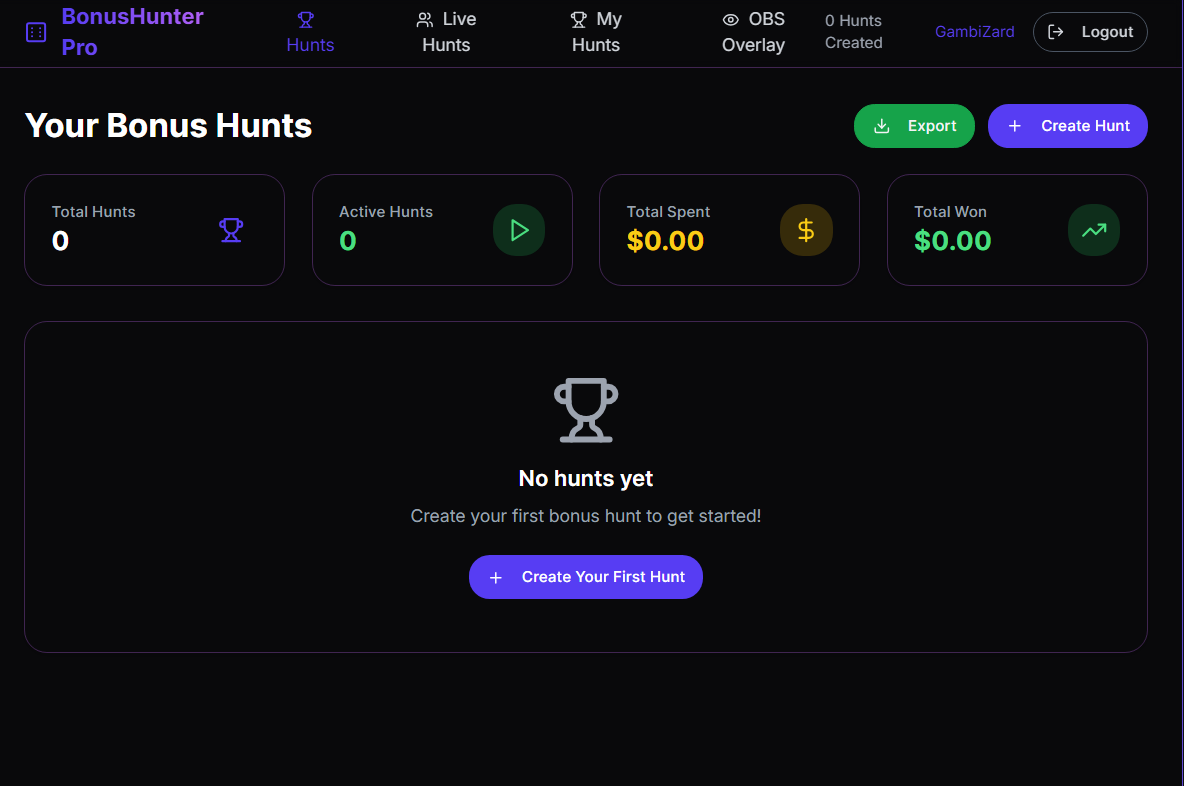 BonusHunter
Pro
Hunts
Live
Hunts
My
Hunts
OBS
Overlay
0 Hunts
Created
GambiZard
Logout
Your Bonus Hunts
Export
Create Hunt
Total Hunts
0
Active Hunts
0
Total Spent
$0.00
Total Won
$0.00
No hunts yet
Create your first bonus hunt to get started!
Create Your First Hunt